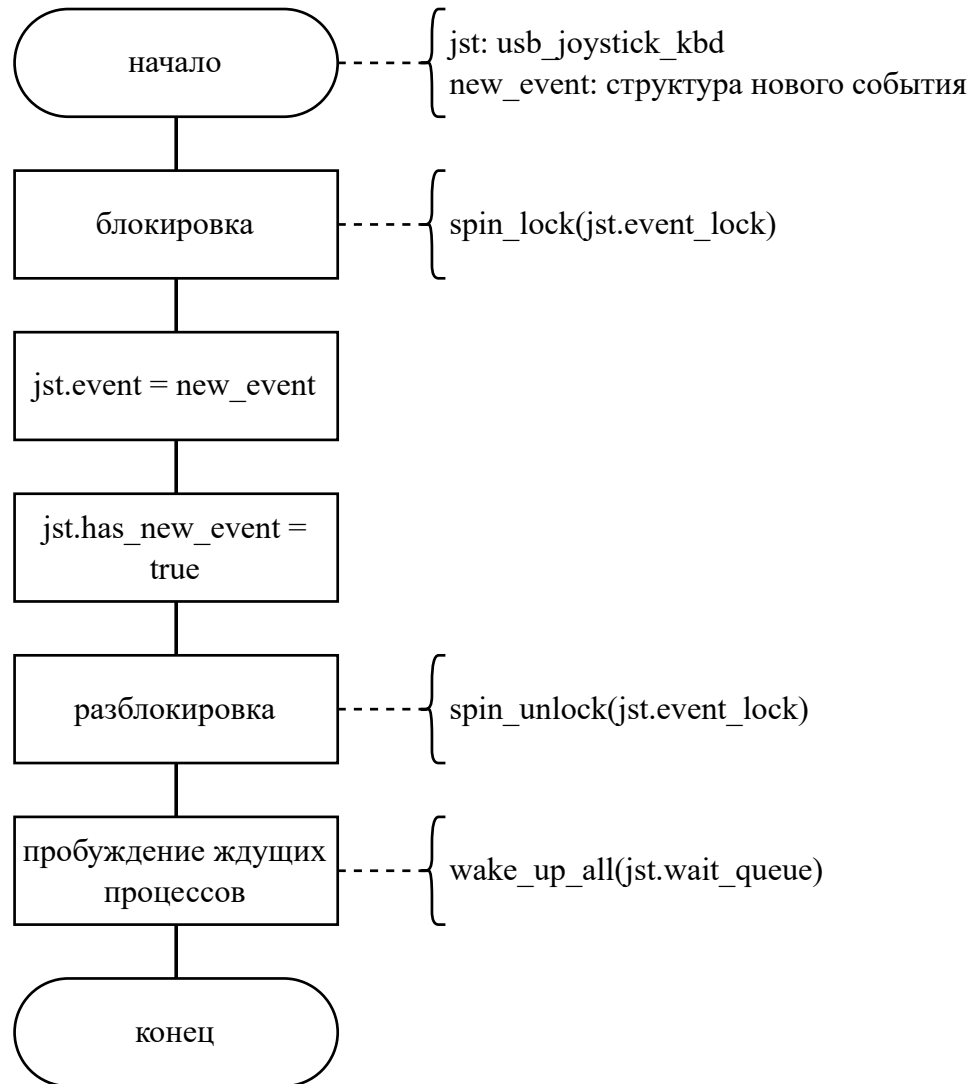 начало
jst: usb_joystick_kbd
new_event: структура нового события
блокировка
spin_lock(jst.event_lock)
jst.event = new_event
jst.has_new_event =
true
разблокировка
spin_unlock(jst.event_lock)
пробуждение ждущих
процессов
wake_up_all(jst.wait_queue)
конец